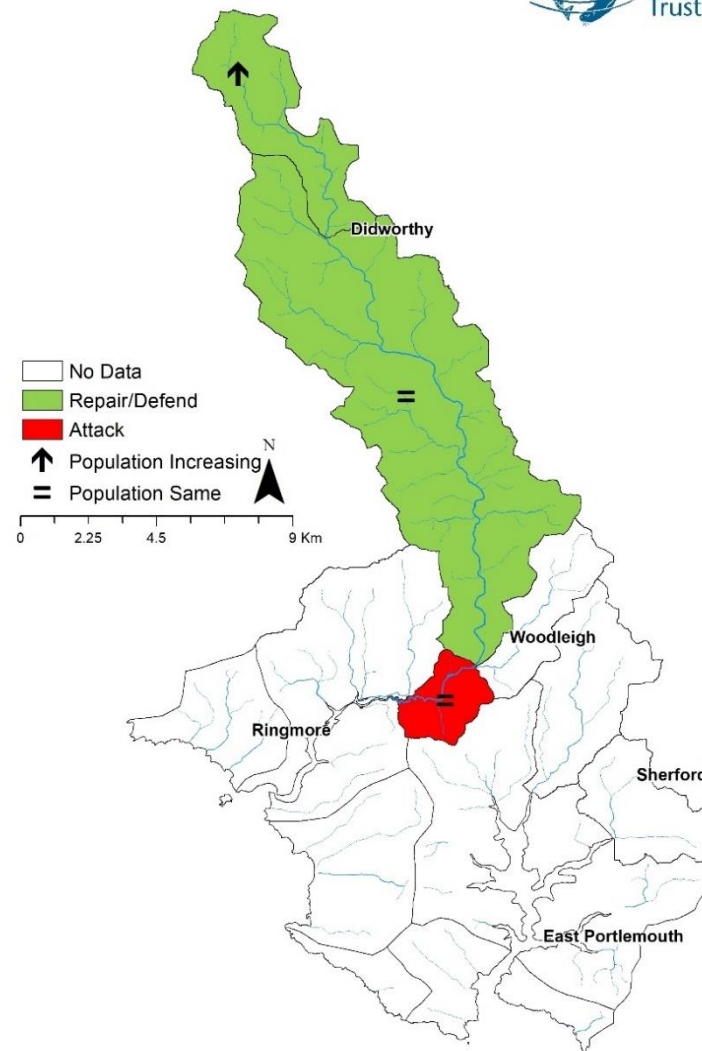 Trust
Didworthy
No Data
Repair/Defend
Attack
N
Population Increasing
Population Same
0 2.25 4.5 9 Km
Woodleigh
Ringmore
Sherford
East Portlemouth